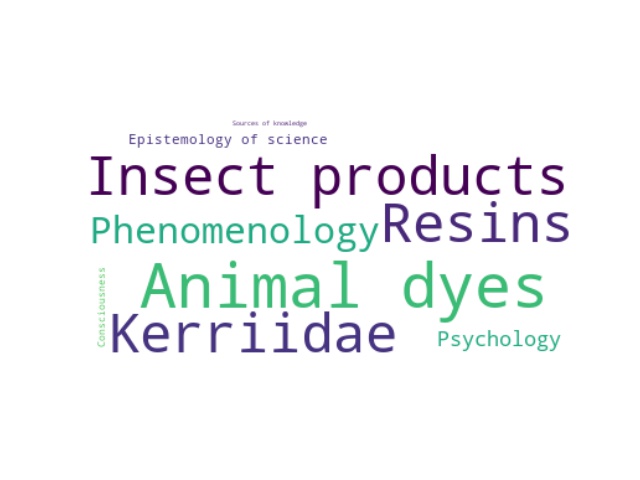 Sources of knowledge
Epistemology of science
Insect products
Phenomenology
Resins
Animal dyes
Consciousness
Kerriidae
Psychology